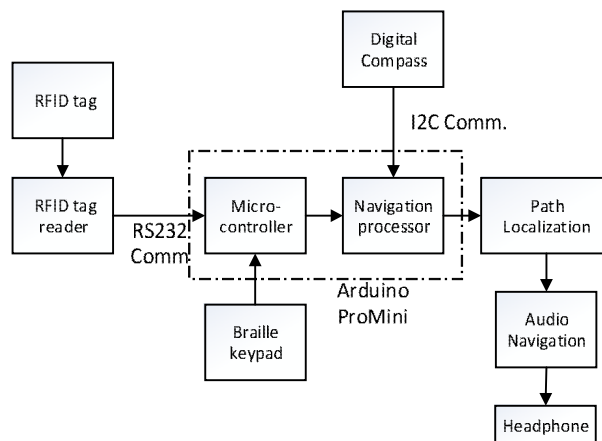 Digital
Compass
RFID tag
I2C Comm.
RFID tag
reader
Micro-
controller
Navigation
processor
Path
Localization
RS232
Comm
Arduino
ProMini
Braille
keypad
Audio
Navigation
Headphone